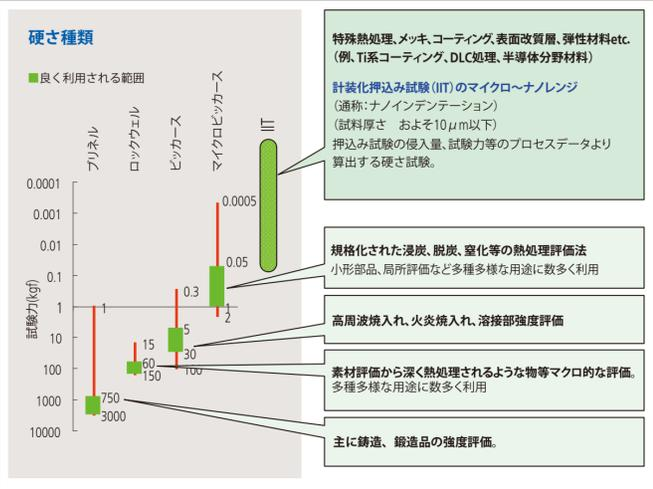 硬さ種類
■良く利用される範囲
ブリネル
ロックウェル
ビッカース
マイクロビッカース
IIT
試験力(kgf)
0.0001
0.001
0.01
0.1
1
10
100
1000
10000
1
750
3000
15
60
150
0.3
5
30
100
0.0005
0.05
1
2
特殊熱処理、メッキ、コーティング、表面改質層、弾性材料etc.
(例、Ti系コーティング、DLC処理、半導体分野材料)
計装化押込み試験(IIT)のマイクロ～ナノレンジ
(通称：ナノインデンテーション)
(試料厚さ　およそ10μm以下)
押込み試験の侵入量、試験力等のプロセスデータより
算出する硬さ試験。
規格化された浸炭、脱炭、窒化等の熱処理評価法
小形部品、局所評価など多種多様な用途に数多く利用
高周波焼入れ、火炎焼入れ、溶接部強度評価
素材評価から深く熱処理されるような物等マクロ的な評価。
多種多様な用途に数多く利用
主に鋳造、鍛造品の強度評価。